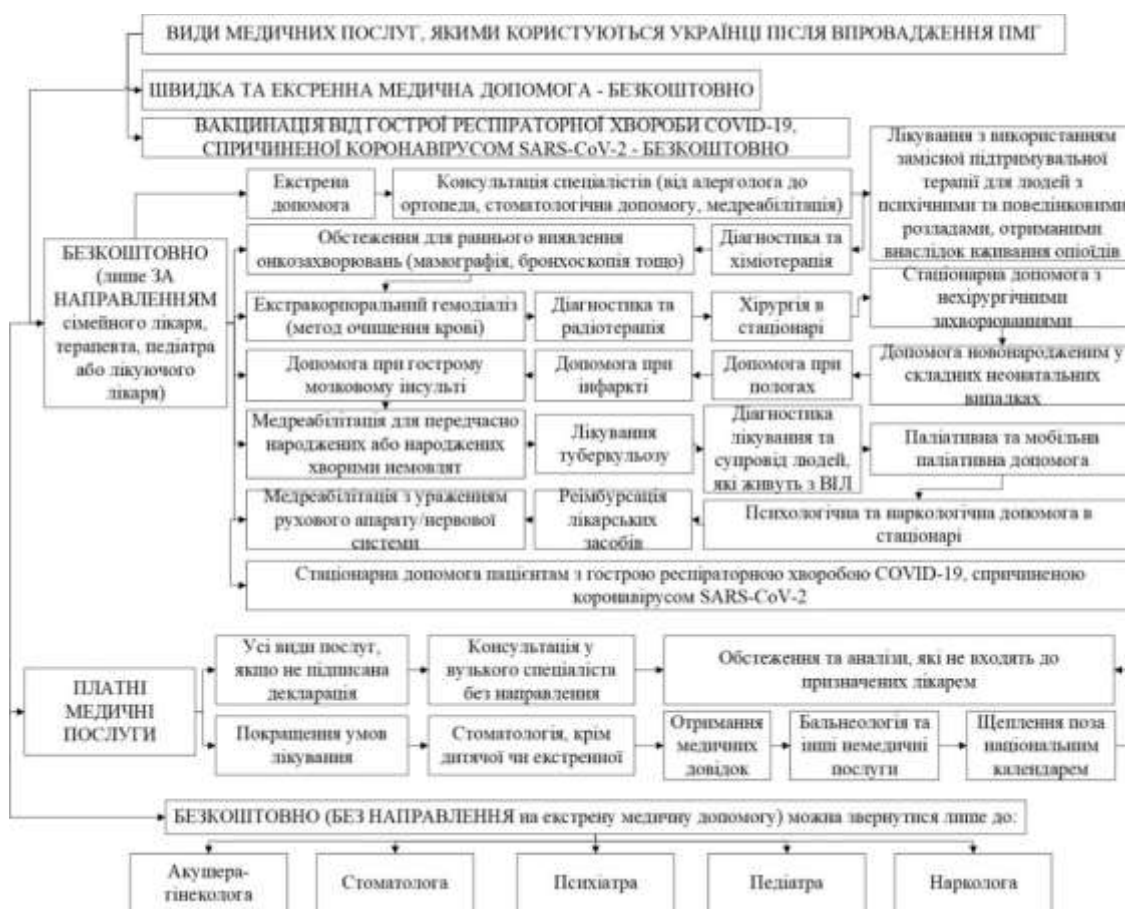 ВИДИ МЕДИЧНИХ ПОСЛУГ, ЯКИМИ КОРИСТУЮТЬСЯ УКРАЇНЦІ ПІСЛЯ ВПРОВАДЖЕННЯ ПМГ
ШВИДКА ТА ЕКСРЕННА МЕДИЧНА ДОПОМОГА - БЕЗКОШТОВНО
ВАКЦИНАЦІЯ ВІД ГОСТРОЇ РЕСПІРАТОРНОЇ ХВОРОБИ COVID-19,
СПРИЧИНЕНОЇ КОРОНАВІРУСОМ SARS-CoV-2 - БЕЗКОШТОВНО
БЕЗКОШТОВНО
(лише ЗА
НАПРАВЛЕННЯМ
сімейного лікаря,
терапевта, педіатра
або лікуючого
лікаря)
Екстрена
допомога
Консультація спеціалістів (від алерголога до
ортопеда, стоматологічна допомогу, медреабілітація)
Лікування з використанням
замісної підтримувальної
терапії для людей з
психічними та поведінковими
розладами, отриманими
внаслідок вживання опіоїдів
Обстеження для раннього виявлення
онкозахворювань (мамографія, бронхоскопія тощо)
Діагностика та
хіміотерапія
Екстракорпоральний гемодіаліз
(метод очищення крові)
Діагностика та
радіотерапія
Хірургія в
стаціонарі
Стаціонарна допомога з
нехірургічними
захворюваннями
Допомога при гострому
мозковому інсульті
Допомога при
інфаркті
Допомога при
пологах
Допомога новонародженим у
складних неонатальних
випадках
Медреабілітація для передчасно
народжених або народжених
хворими немовлят
Лікування
туберкульозу
Діагностика
лікування та
супровід людей,
які живуть з ВІЛ
Паліативна та мобільна
паліативна допомога
Медреабілітація з ураженням
рухового апарату/нервової
системи
Реімбурсація
лікарських
засобів
Психологічна та наркологічна допомога в
стаціонарі
Стаціонарна допомога пацієнтам з гострою респіраторною хворобою COVID-19, спричиненою
коронавірусом SARS-CoV-2
ПЛАТНІ
МЕДИЧНІ
ПОСЛУГИ
Усі види послуг,
якщо не підписана
декларація
Консультація у
вузького спеціаліста
без направлення
Обстеження та аналізи, які не входять до
призначених лікарем
Покращення умов
лікування
Стоматологія, крім
дитячої чи екстренної
Отримання
медичних
довідок
Бальнеологія та
інші немедичні
послуги
Щеплення поза
національним
календарем
БЕЗКОШТОВНО (БЕЗ НАПРАВЛЕННЯ на екстрену медичну допомогу) можна звернутися лише до:
Акушера-
гінеколога
Стоматолога
Психіатра
Педіатра
Нарколога